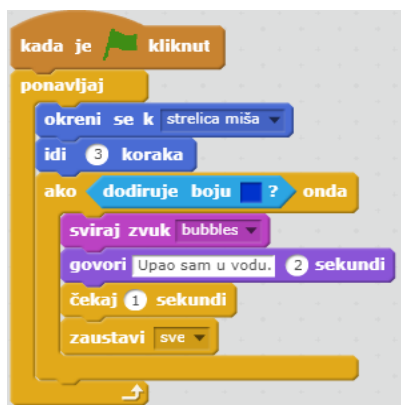 kada je kliknut
ponavljaj
okreni se k strelica miša
idi 3 koraka
ako dodiruje boju ? onda
sviraj zvuk bubbles
govori Upao sam u vodu. 2 sekundi
čekaj 1 sekundi
zaustavi sve